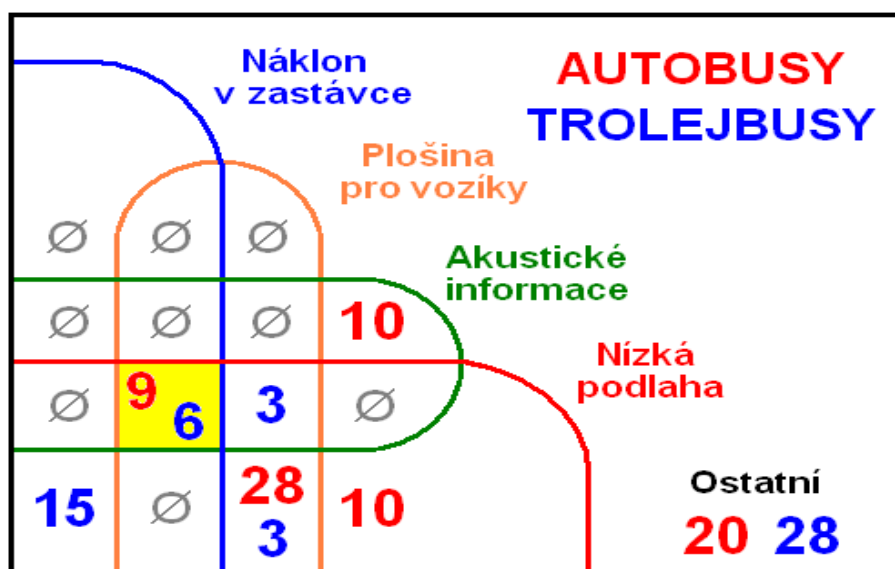 Náklon
v zastávce
AUTOBUSY
TROLEJBUSY
Plošina
pro vozíky
Ø Ø Ø
Akustické
informace
Ø Ø Ø 10
Nízká
podlaha
Ø 9 6 3 Ø
15 Ø 28 3 10
Ostatní
20 28